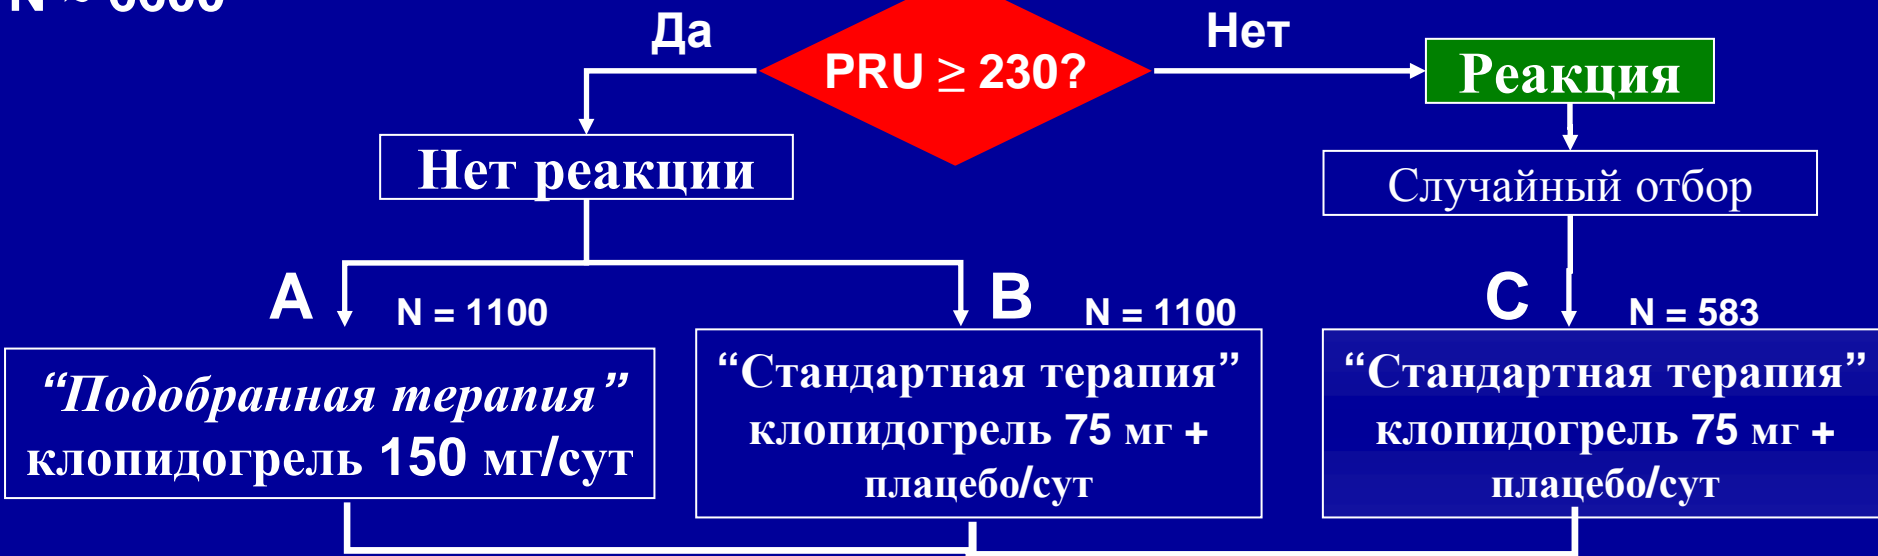 Да
Нет
PRU ≥ 230?
Реакция
Нет реакции
Случайный отбор
A
N = 1100
B
N = 1100
C
N = 583
“Подобранная терапия”
клопидогрель 150 мг/сут
“Стандартная терапия”
клопидогрель 75 мг +
плацебо/сут
“Стандартная терапия”
клопидогрель 75 мг +
плацебо/сут